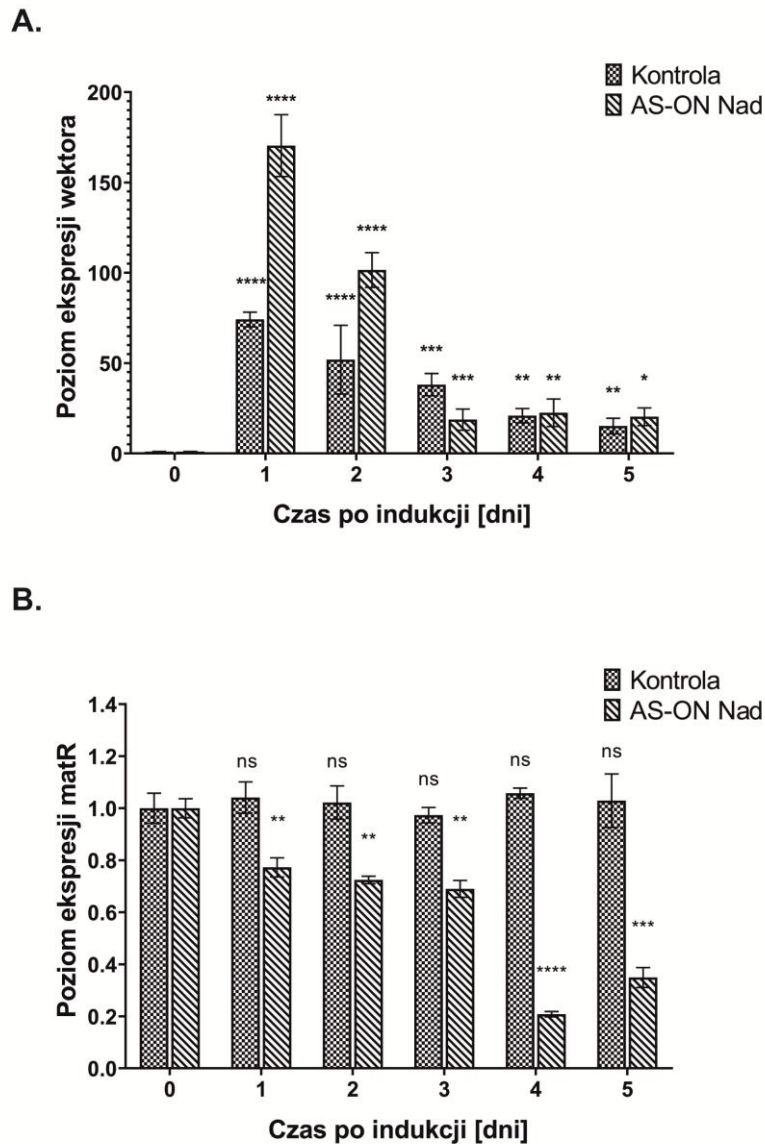 A.
Kontrola
AS-ON Nad
Poziom ekspresji wektora
200
150
100
50
0
****
****
****
****
***
***
**
**
**
*
0 1 2 3 4 5
Czas po indukcji [dni]
B.
Kontrola
AS-ON Nad
Poziom ekspresji matR
1.4
1.2
1.0
0.8
0.6
0.4
0.2
0.0
ns
**
ns
**
ns
**
ns
****
ns
***
0 1 2 3 4 5
Czas po indukcji [dni]